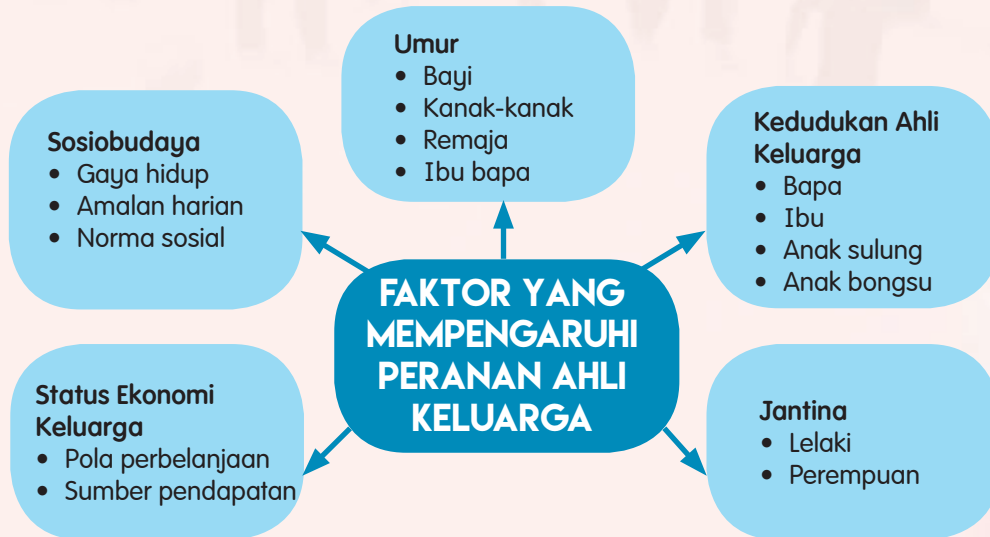 Umur
• Bayi
• Kanak-kanak
• Remaja
• Ibu bapa
Sosiobudaya
• Gaya hidup
• Amalan harian
• Norma sosial
Kedudukan Ahli
Keluarga
• Bapa
• Ibu
• Anak sulung
• Anak bongsu
FAKTOR YANG
MEMPENGARUHI
PERANAN AHLI
KELUARGA
Status Ekonomi
Keluarga
• Pola perbelanjaan
• Sumber pendapatan
Jantina
• Lelaki
• Perempuan